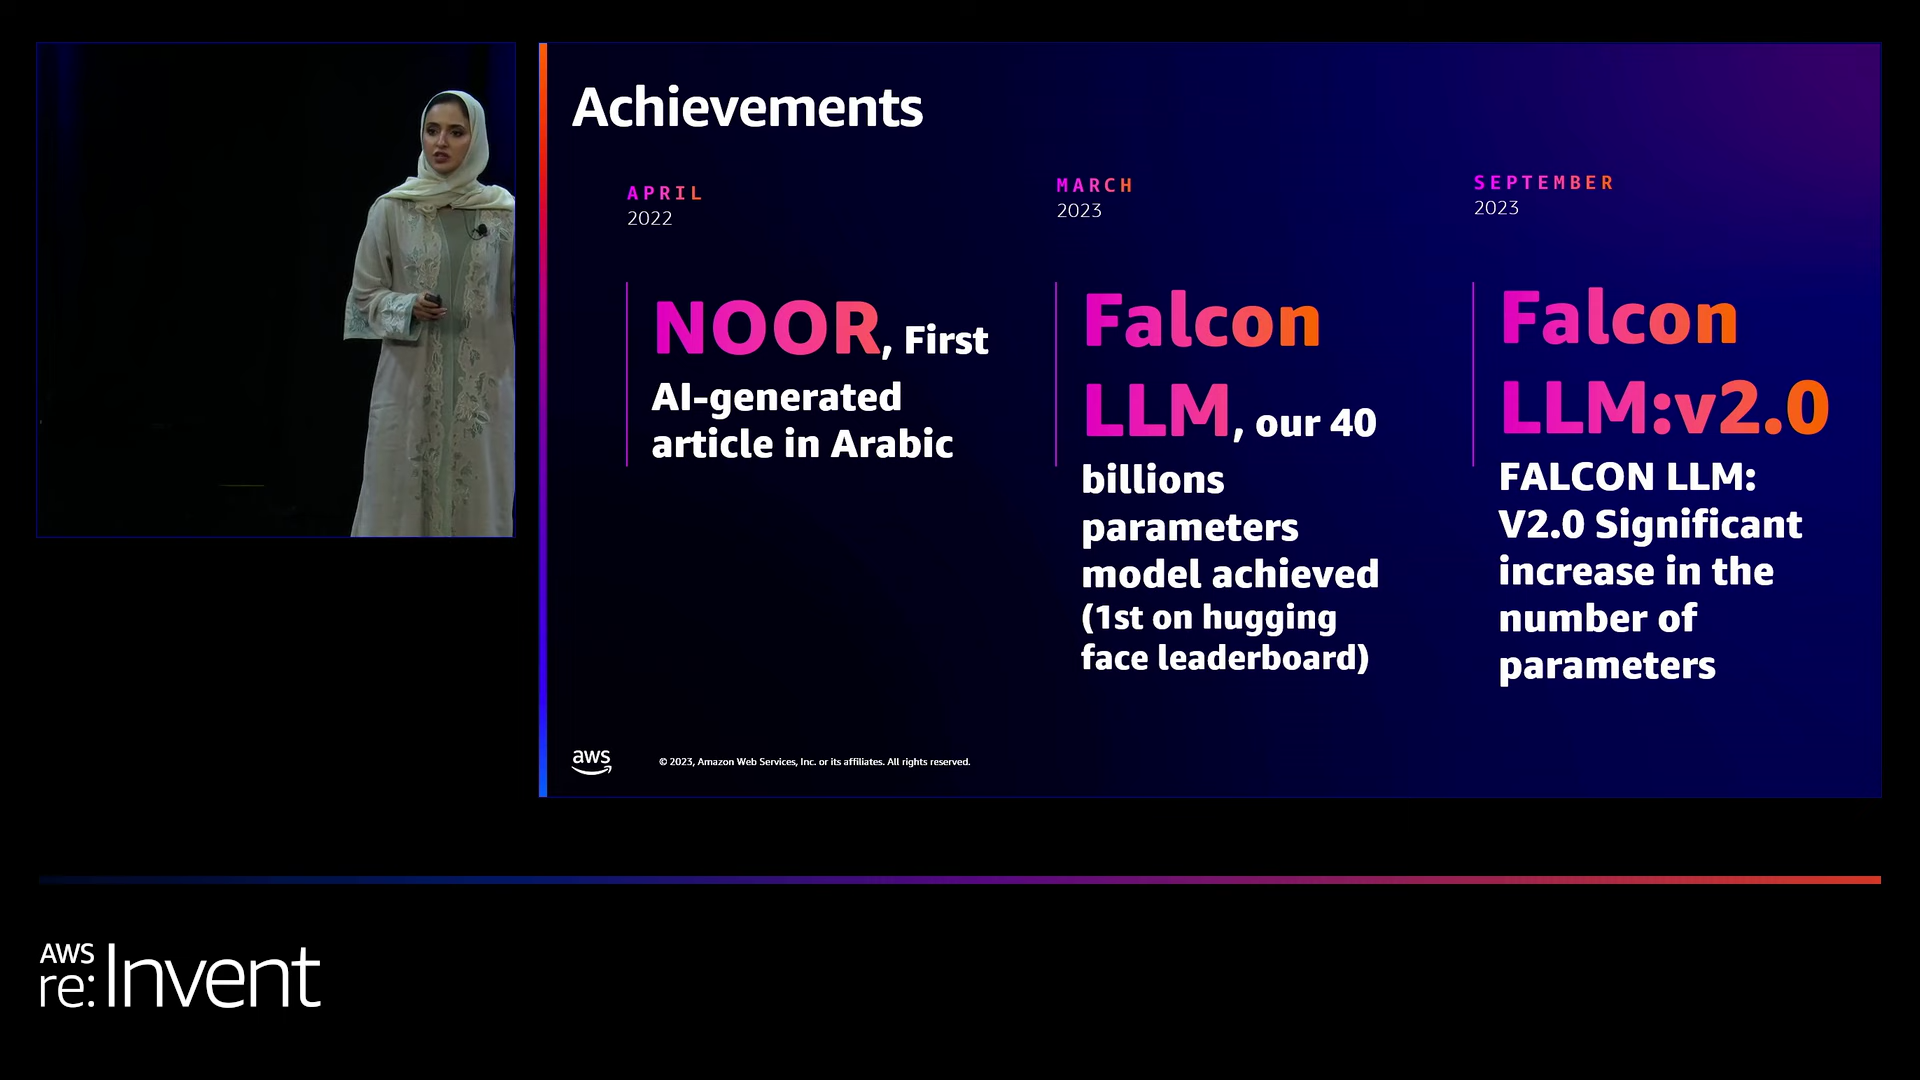 Achievements
APRIL
2022
NOOR, First
AI-generated
article in Arabic
MARCH
2023
Falcon
LLM, our 40
billions
parameters
model achieved
(1st on hugging
face leaderboard)
SEPTEMBER
2023
Falcon
LLM:v2.0
FALCON LLM:
V2.0 Significant
increase in the
number of
parameters
aws
© 2023, Amazon Web Services, Inc. or its affiliates. All rights reserved.
AWS
re:Invent